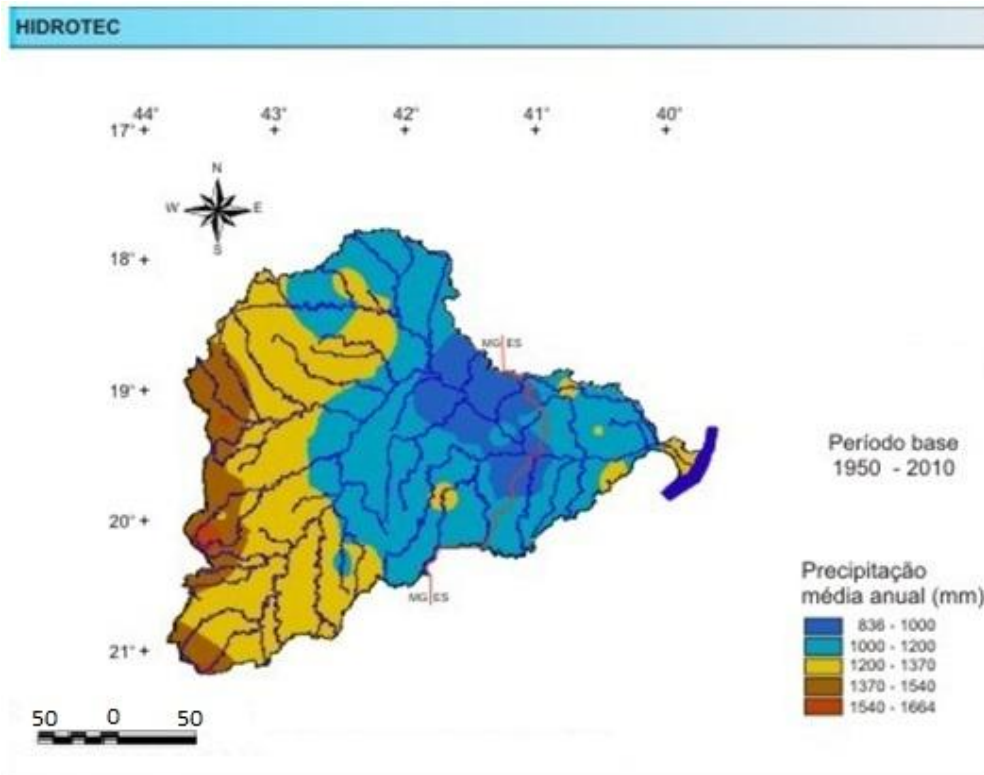 HIDROTEC
44° 43° 42° 41° 40°
17°
N
W E
S
18°
MG ES
19°
Período base
1950 - 2010
20°
Precipitação
média anual (mm)
MG ES
836 - 1000
1000 - 1200
21°
1200 - 1370
1370 - 1540
50 0 50
1540 - 1664